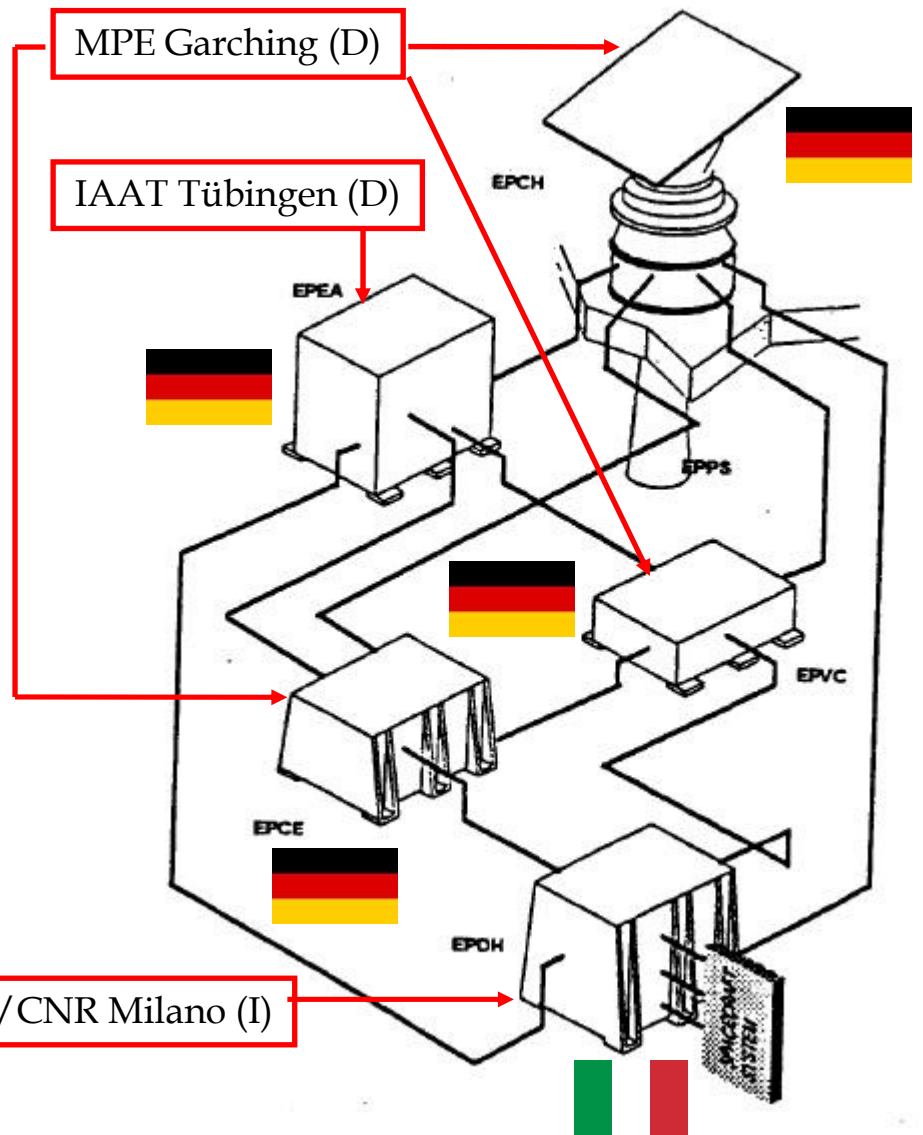 MPE Garching (D)
IAAT Tübingen (D)
EPCH
EPEA
EPPS
EPVC
EPCE
EPDH
/CNR Milano (I)
SPACECRAFT
SYSTEM